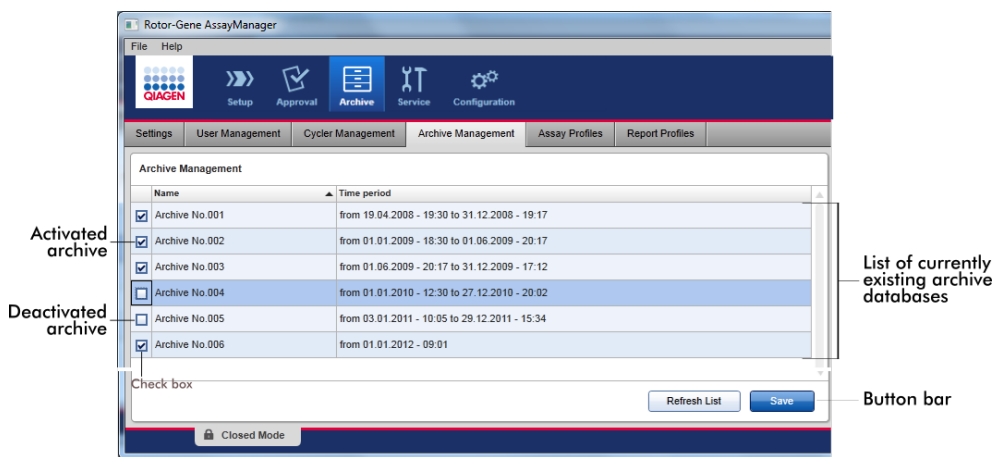 Rotor-Gene AssayManager
File Help
QIAGEN
Setup Approval Archive Service Configuration
Settings User Management Cycler Management Archive Management Assay Profiles Report Profiles
Archive Management
Name Time period
Archive No.001 from 19.04.2008 - 19:30 to 31.12.2008 - 19:17
Archive No.002 from 01.01.2009 - 18:30 to 01.06.2009 - 20:17
Archive No.003 from 01.06.2009 - 20:17 to 31.12.2009 - 17:12
Archive No.004 from 01.01.2010 - 12:30 to 27.12.2010 - 20:02
Archive No.005 from 03.01.2011 - 10:05 to 29.12.2011 - 15:34
Archive No.006 from 01.01.2012 - 09:01
Activated
archive
Deactivated
archive
Check box
List of currently
existing archive
databases
Refresh List Save
Button bar
Closed Mode